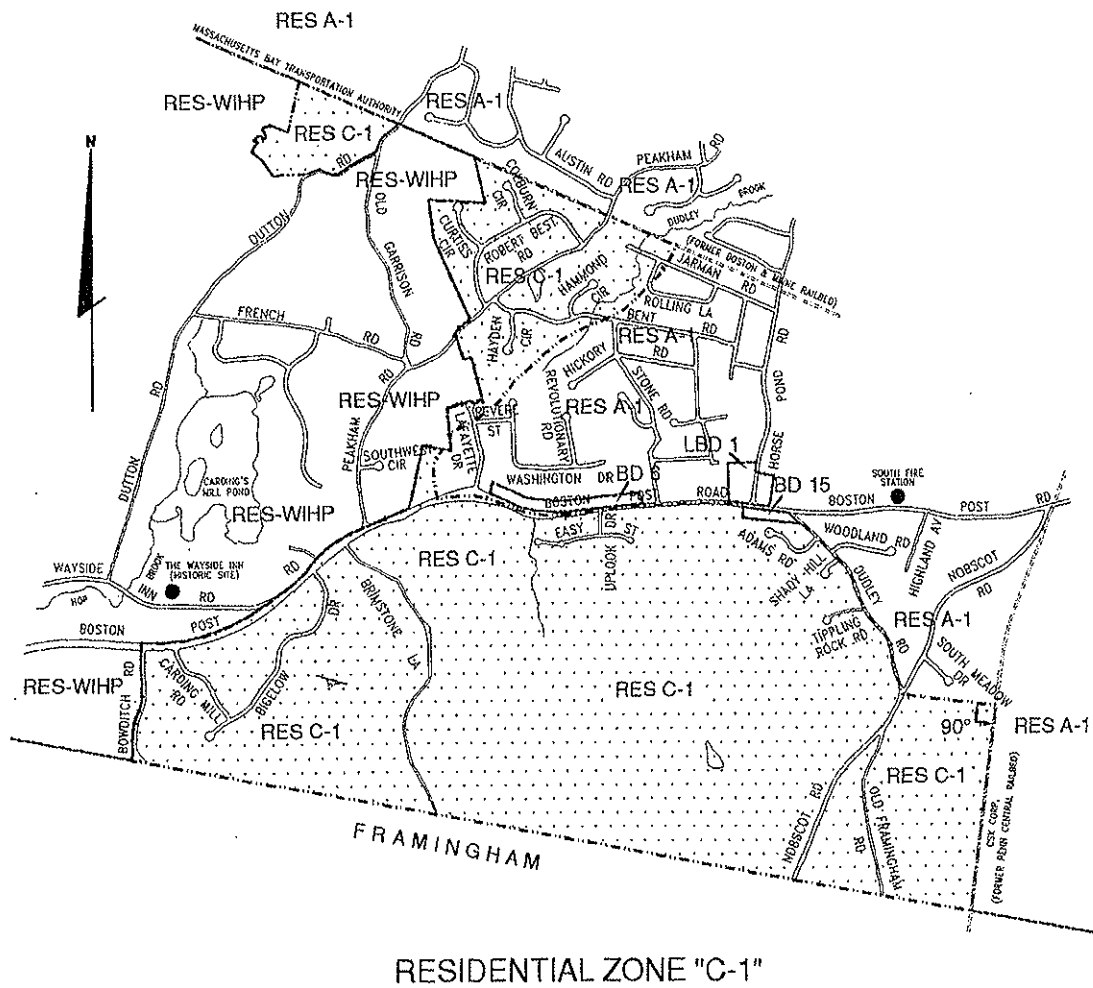 RES A-1
MASSACHUSETTS BAY TRANSPORTATION AUTHORITY
RES-WIHP
RES A-1
RES C-1
N
RD
OLD
RES-WIHP
COLBURN
CIR
AUSTIN RD
PEAKHAM
RD
RES A-1
DUDLEY
BROOK
DUTTON
CURTISS
CIR
ROBERT BEST
RD
GARRISON
RES C-1
HAMMOND
CIR
(FORMER BOSTON & MAINE RAILBED)
JARMAN
RD
ROLLING LA
FRENCH
RD
RD
HAYDEN
CIR
BENT
RD
RES A-1
RD
HICKORY
RD
STONE RD
POND
RD
RES-WIHP
RD
REVOLUTIONARY
RD
RES A-1
REVERE
ST
LAFAYETTE
DR
PEAKHAM
SOUTHWEST
CIR
LBD 1
HORSE
DUTTON
CARDING'S
MILL POND
WASHINGTON
DR
BD 6
BD 15
SOUTH FIRE
STATION
BOSTON
POST
ROAD
BOSTON
POST
RD
RES-WIHP
EASY
ST
UPLOOK
DR
WOODLAND RD
ADAMS RD
HIGHLAND AV
NOBSCOT
RD
SHADY HILL
LA
DUDLEY
RD
RES C-1
WAYSIDE
INN
RD
HOP
BROOK
THE WAYSIDE INN
(HISTORIC SITE)
RD
BRIMSTONE
LA
TIPPLING
ROCK RD
RES A-1
BOSTON
POST
SOUTH MEADOW
DR
RES-WIHP
BOWDITCH
RD
CARDING MILL
RD
BIGELOW
DR
RES C-1
RES C-1
90°
RES A-1
RES C-1
NOBSCOT
RD
OLD FRAMINGHAM
RD
CSX CORP.
(FORMER PENN CENTRAL RAILBED)
FRAMINGHAM
RESIDENTIAL ZONE "C-1"